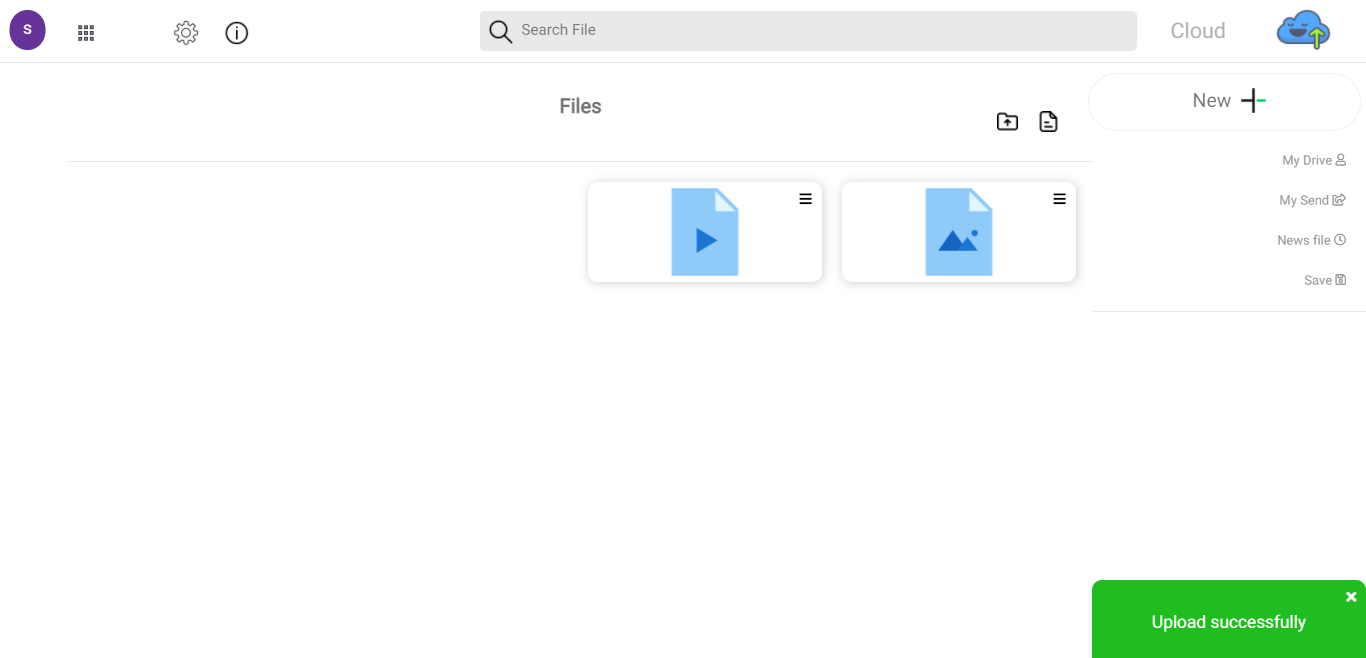 S
Search File
Cloud
Files
New
My Drive
My Send
News file
Save
Upload successfully